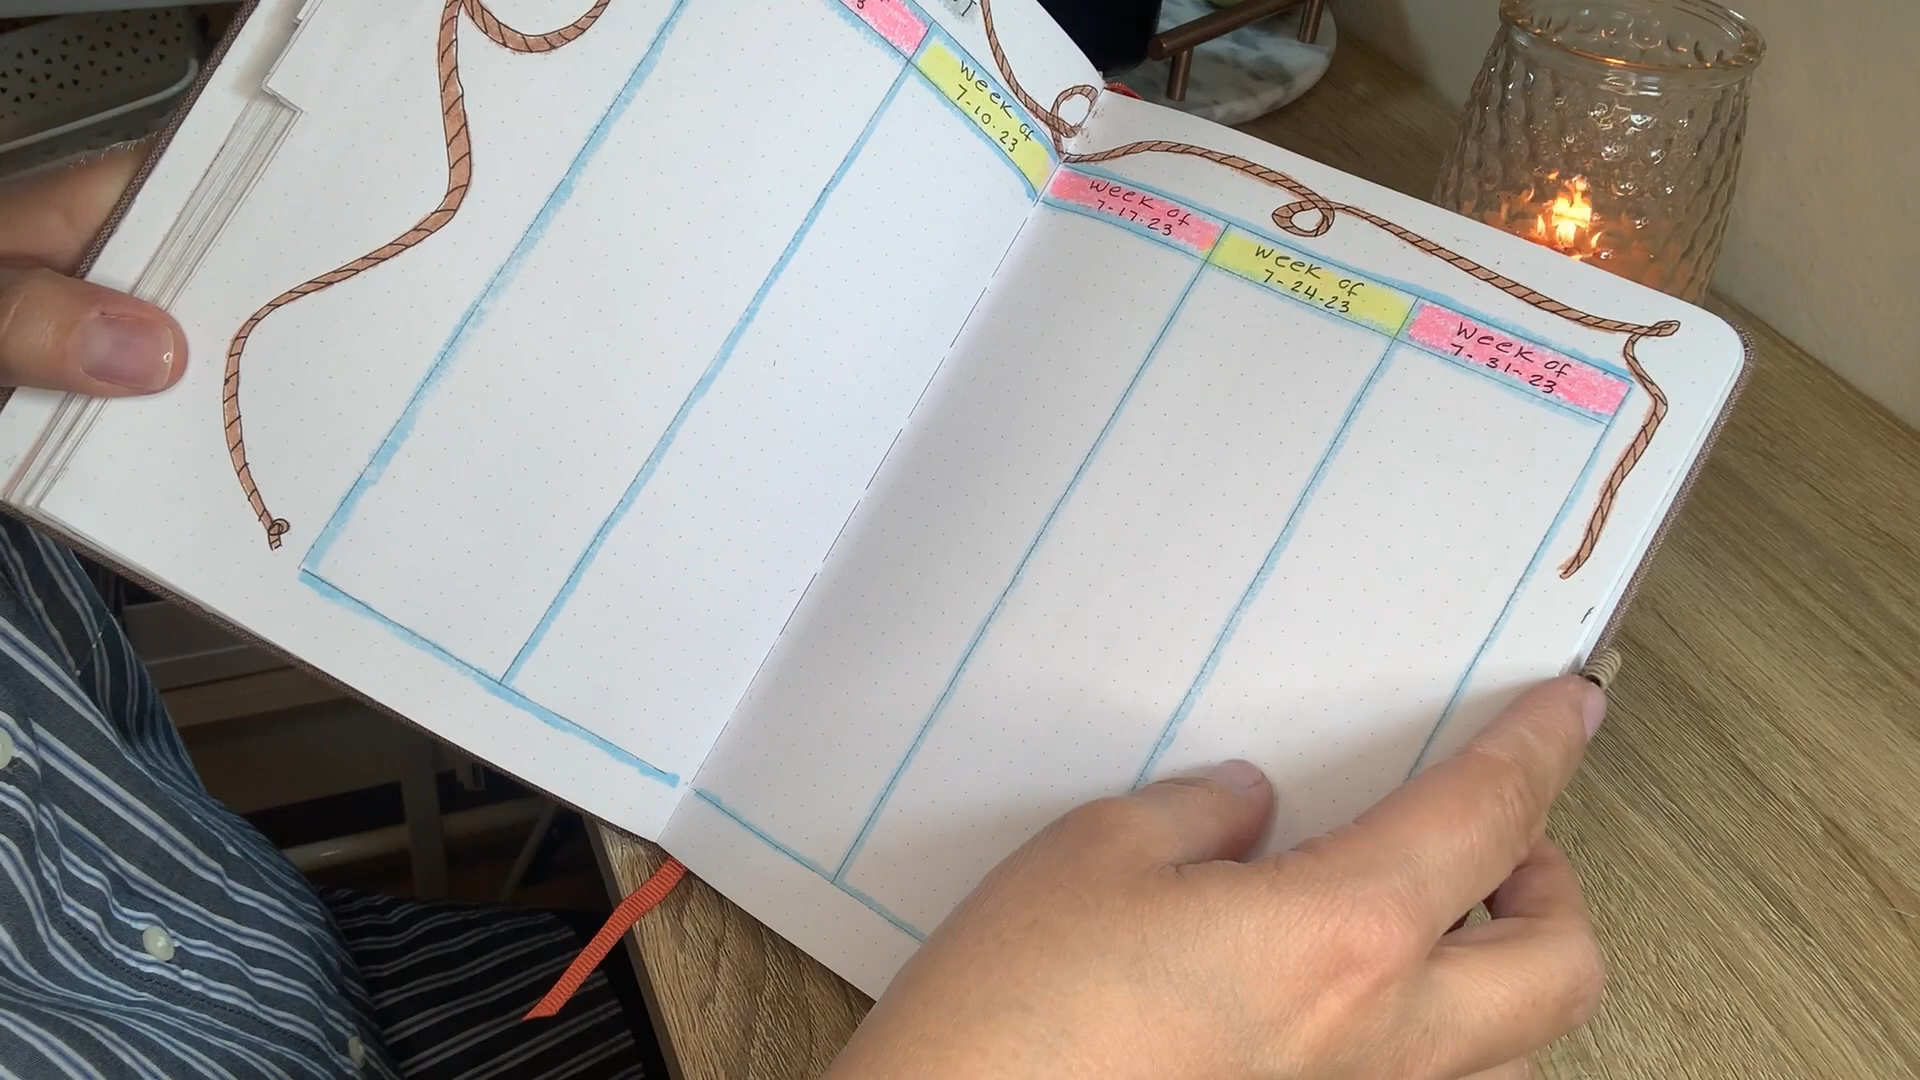 week of
7-10-23
week of
7-17-23
week of
7-24-23
week of
7-31-23